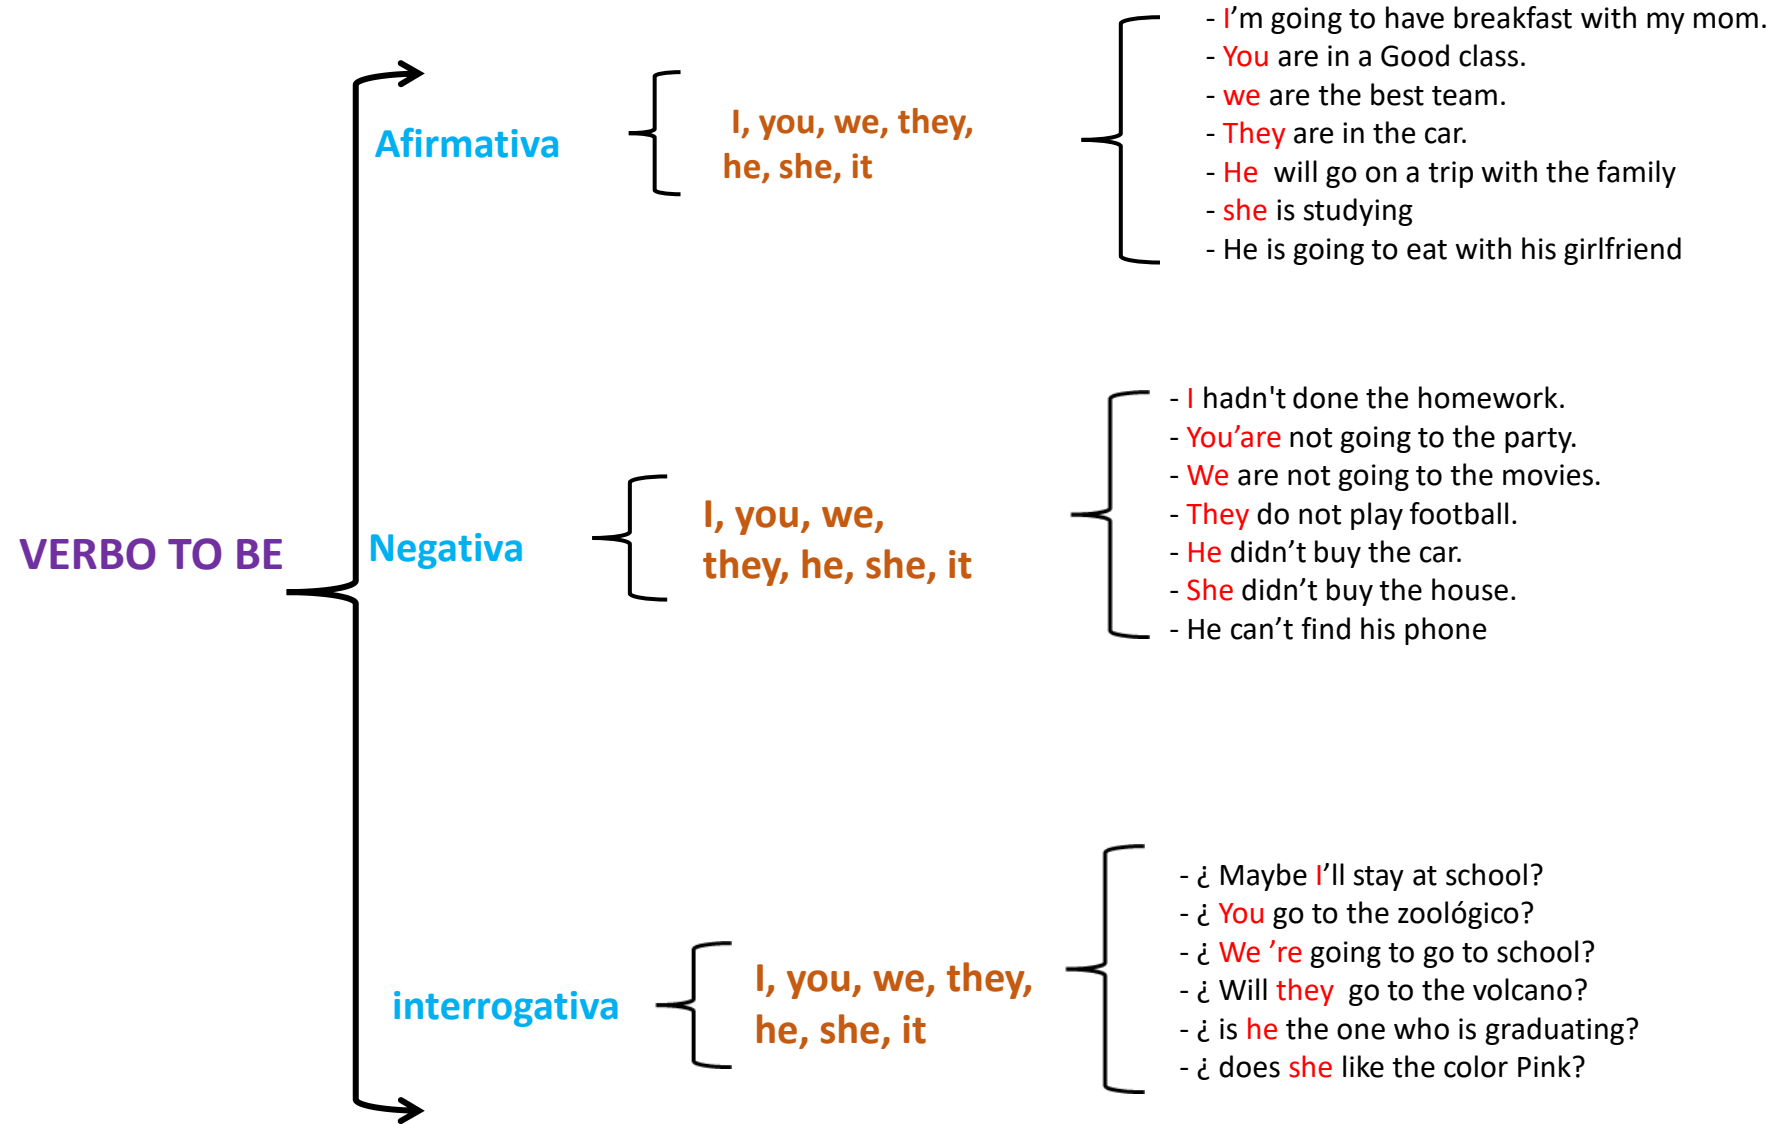 VERBO TO BE
Afirmativa
I, you, we, they,
he, she, it
- I’m going to have breakfast with my mom.
- You are in a Good class.
- we are the best team.
- They are in the car.
- He will go on a trip with the family
- she is studying
- He is going to eat with his girlfriend
Negativa
I, you, we,
they, he, she, it
- I hadn't done the homework.
- You’are not going to the party.
- We are not going to the movies.
- They do not play football.
- He didn’t buy the car.
- She didn’t buy the house.
- He can’t find his phone
interrogativa
I, you, we, they,
he, she, it
- ¿ Maybe I’ll stay at school?
- ¿ You go to the zoológico?
- ¿ We ’re going to go to school?
- ¿ Will they go to the volcano?
- ¿ is he the one who is graduating?
- ¿ does she like the color Pink?